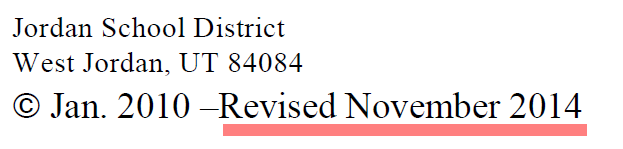 Jordan School District
West Jordan, UT 84084
© Jan. 2010 –Revised November 2014